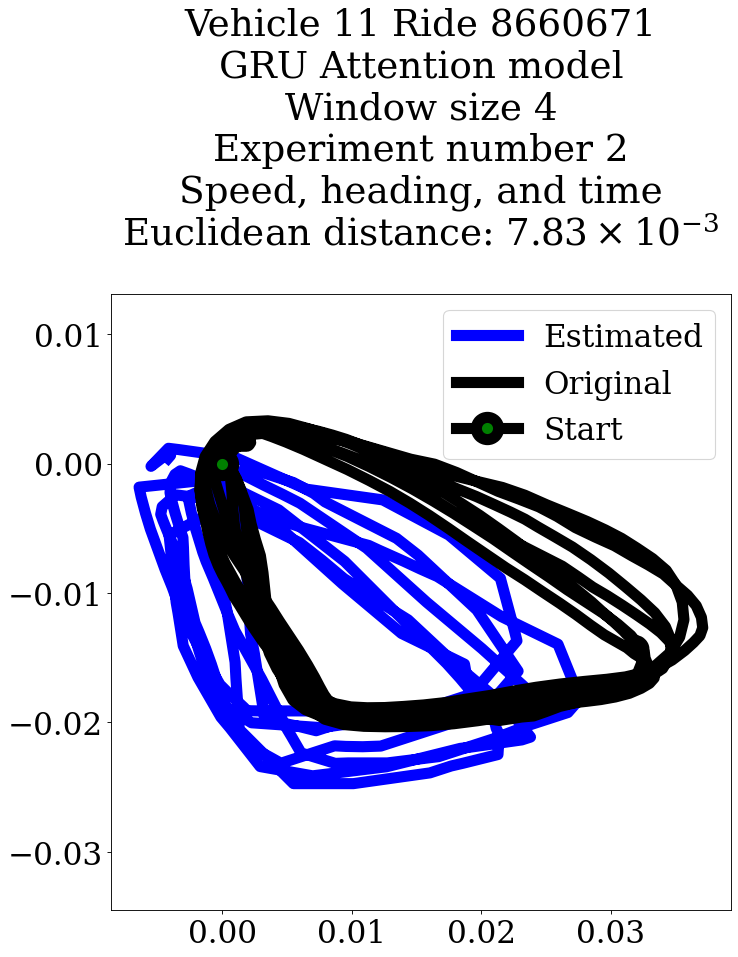 Vehicle 11 Ride 8660671
GRU Attention model
Window size 4
Experiment number 2
Speed, heading, and time
Euclidean distance: 7.83 × 10⁻³
Estimated
Original
Start
0.01
0.00
−0.01
−0.02
−0.03
0.00 0.01 0.02 0.03